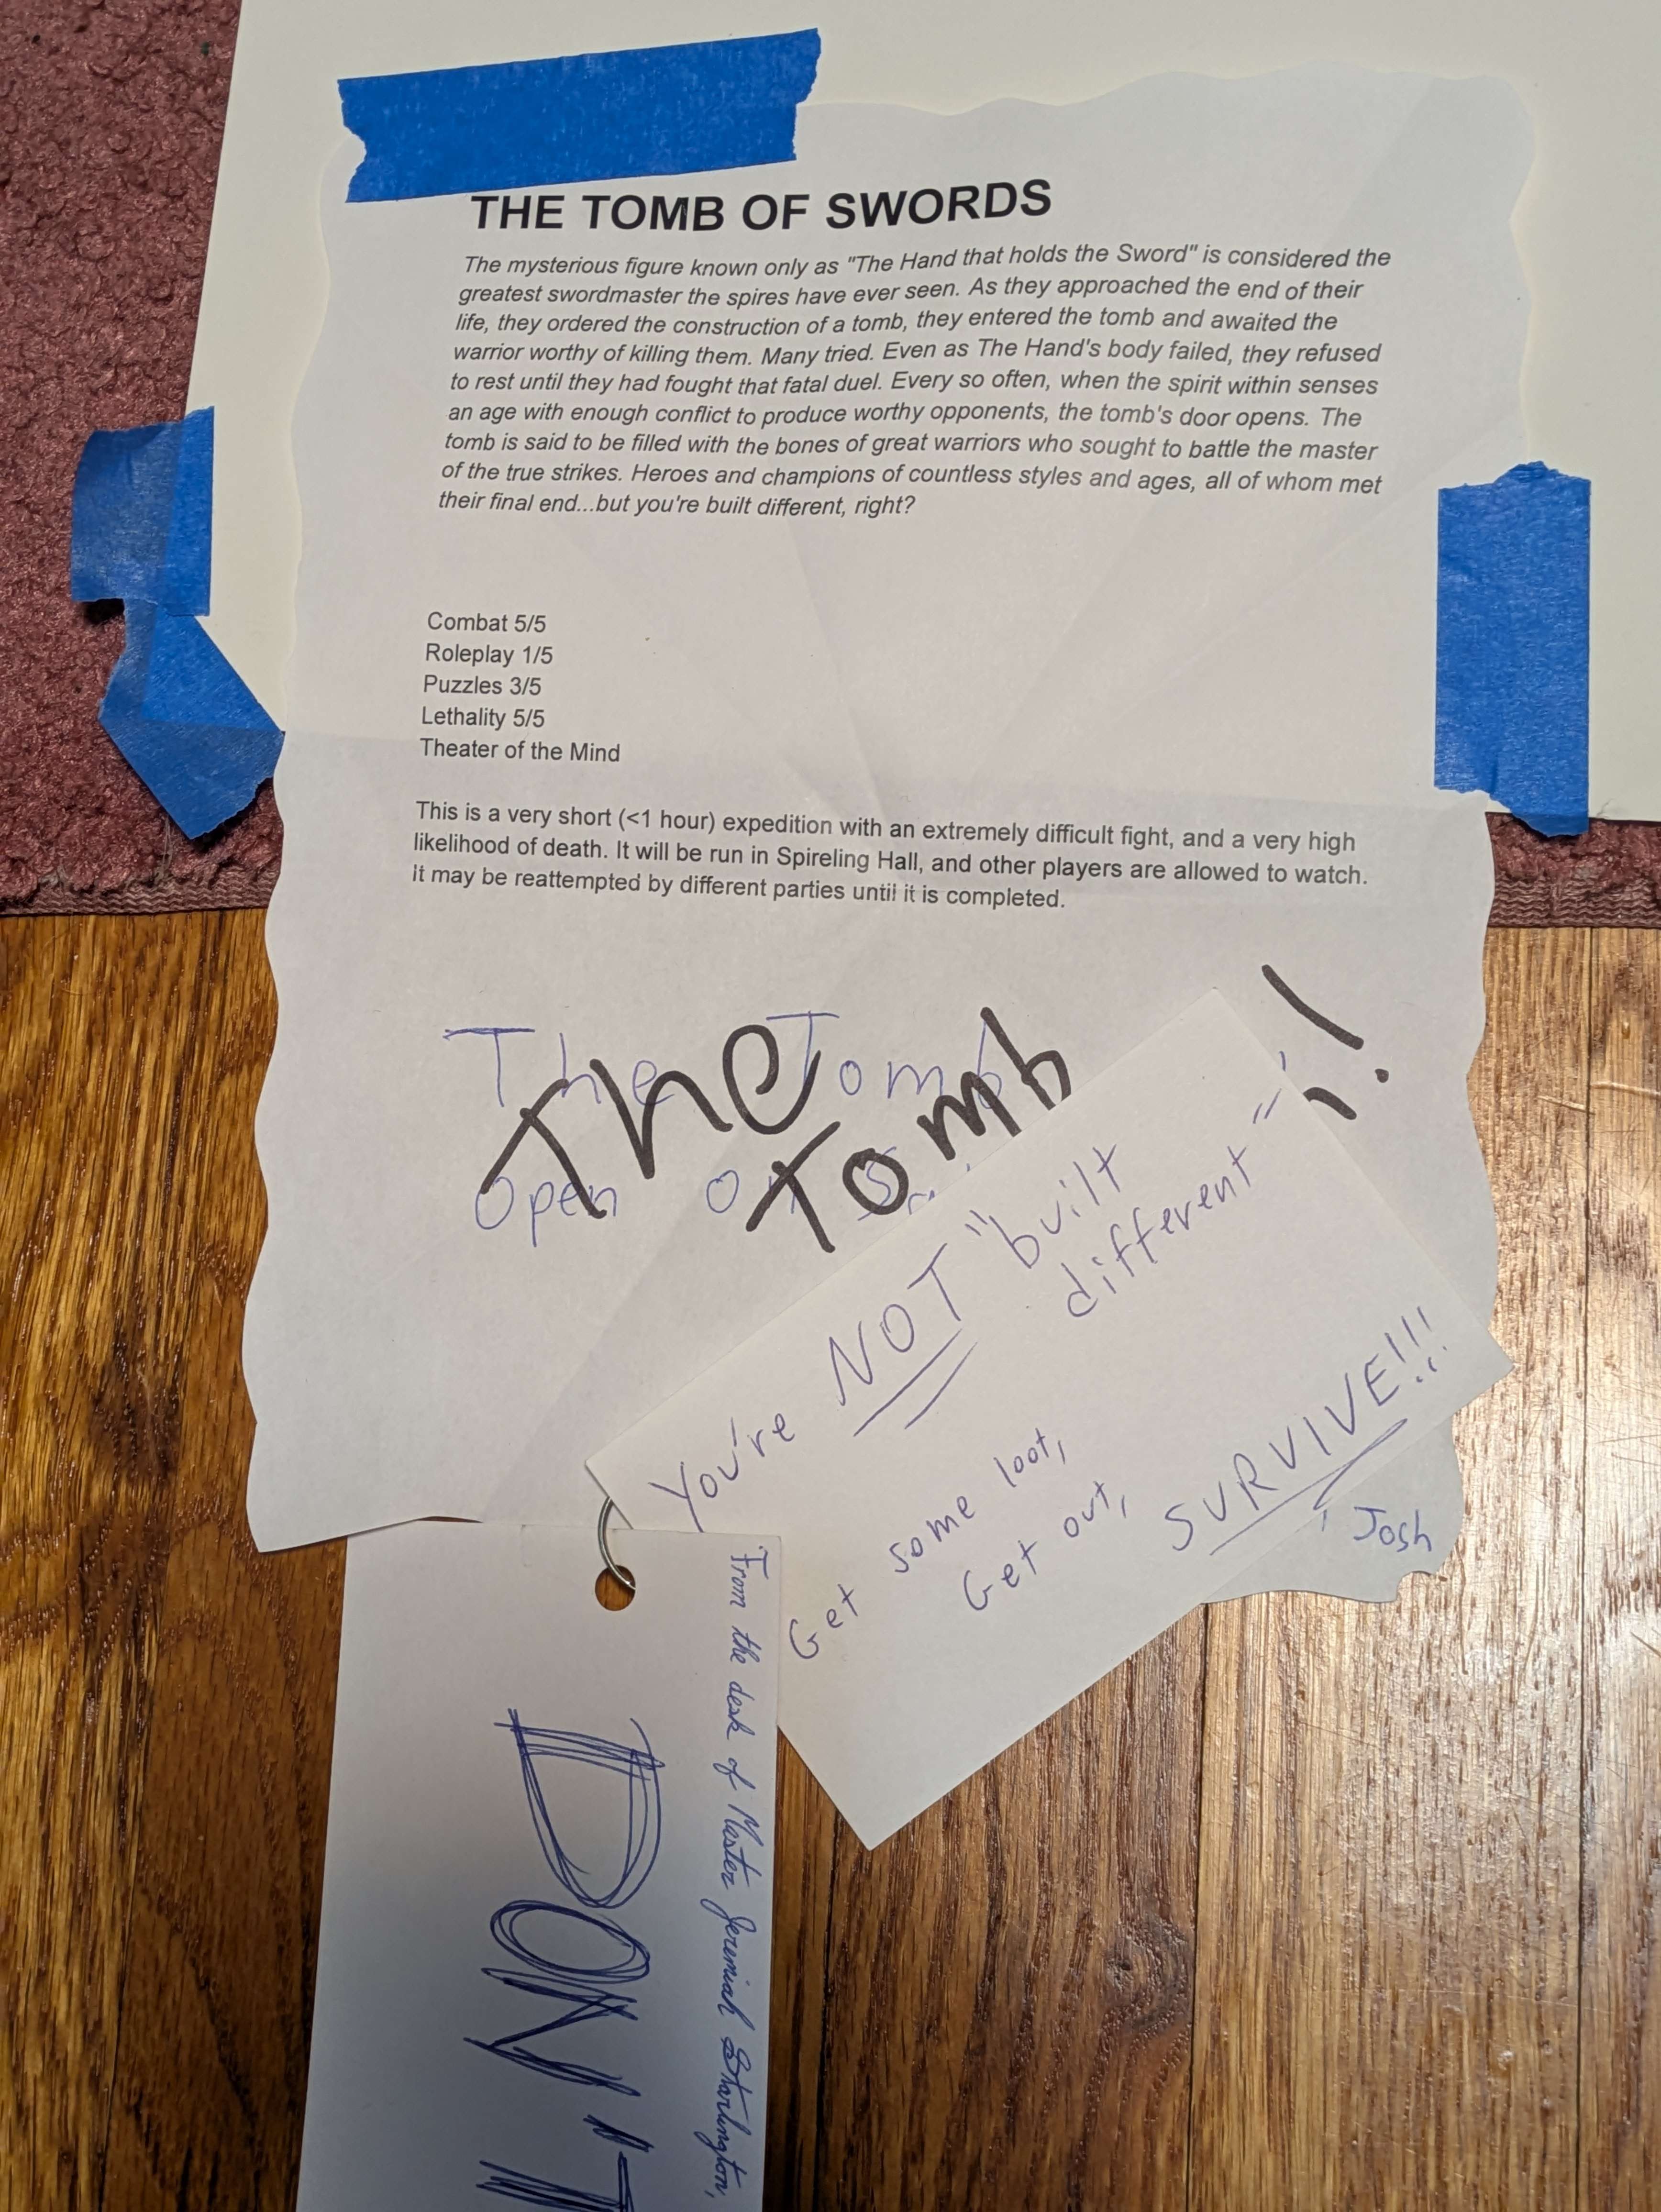 THE TOMB OF SWORDS
The mysterious figure known only as "The Hand that holds the Sword" is considered the
greatest swordmaster the spires have ever seen. As they approached the end of their
life, they ordered the construction of a tomb, they entered the tomb and awaited the
warrior worthy of killing them. Many tried. Even as The Hand's body failed, they refused
to rest until they had fought that fatal duel. Every so often, when the spirit within senses
an age with enough conflict to produce worthy opponents, the tomb's door opens. The
tomb is said to be filled with the bones of great warriors who sought to battle the master
of the true strikes. Heroes and champions of countless styles and ages, all of whom met
their final end...but you're built different, right?
Combat 5/5
Roleplay 1/5
Puzzles 3/5
Lethality 5/5
Theater of the Mind
This is a very short (<1 hour) expedition with an extremely difficult fight, and a very high
likelihood of death. It will be run in Spireling Hall, and other players are allowed to watch.
It may be reattempted by different parties until it is completed.
The Tomb
Open on
The
Tomb
!
You're NOT "built
different"
Get some loot,
Get out,
SURVIVE!!!
Josh
From the desk of Mester Jeremiah Starlington,
DON'T